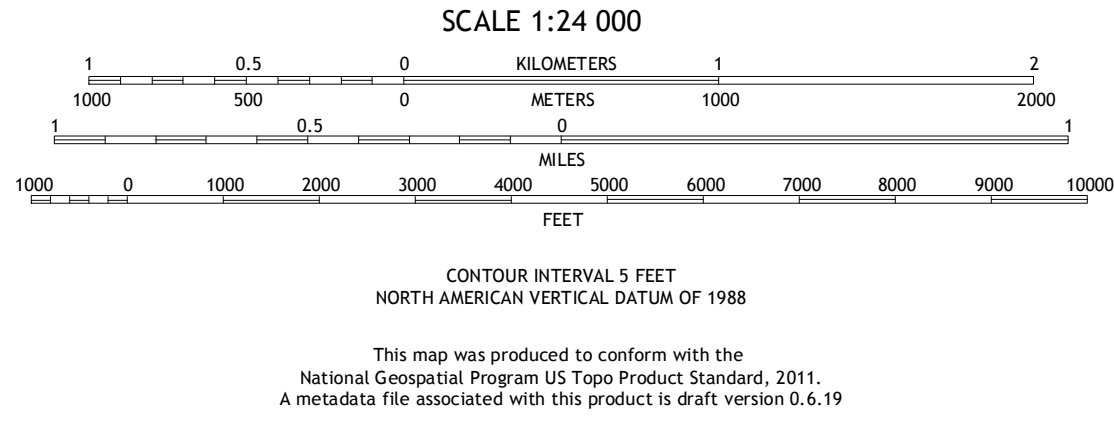 SCALE 1:24 000
1 0.5 0 KILOMETERS 1 2
1000 500 0 METERS 1000 2000
1 0.5 0 1
MILES
1000 0 1000 2000 3000 4000 5000 6000 7000 8000 9000 10000
FEET
CONTOUR INTERVAL 5 FEET
NORTH AMERICAN VERTICAL DATUM OF 1988
This map was produced to conform with the
National Geospatial Program US Topo Product Standard, 2011.
A metadata file associated with this product is draft version 0.6.19